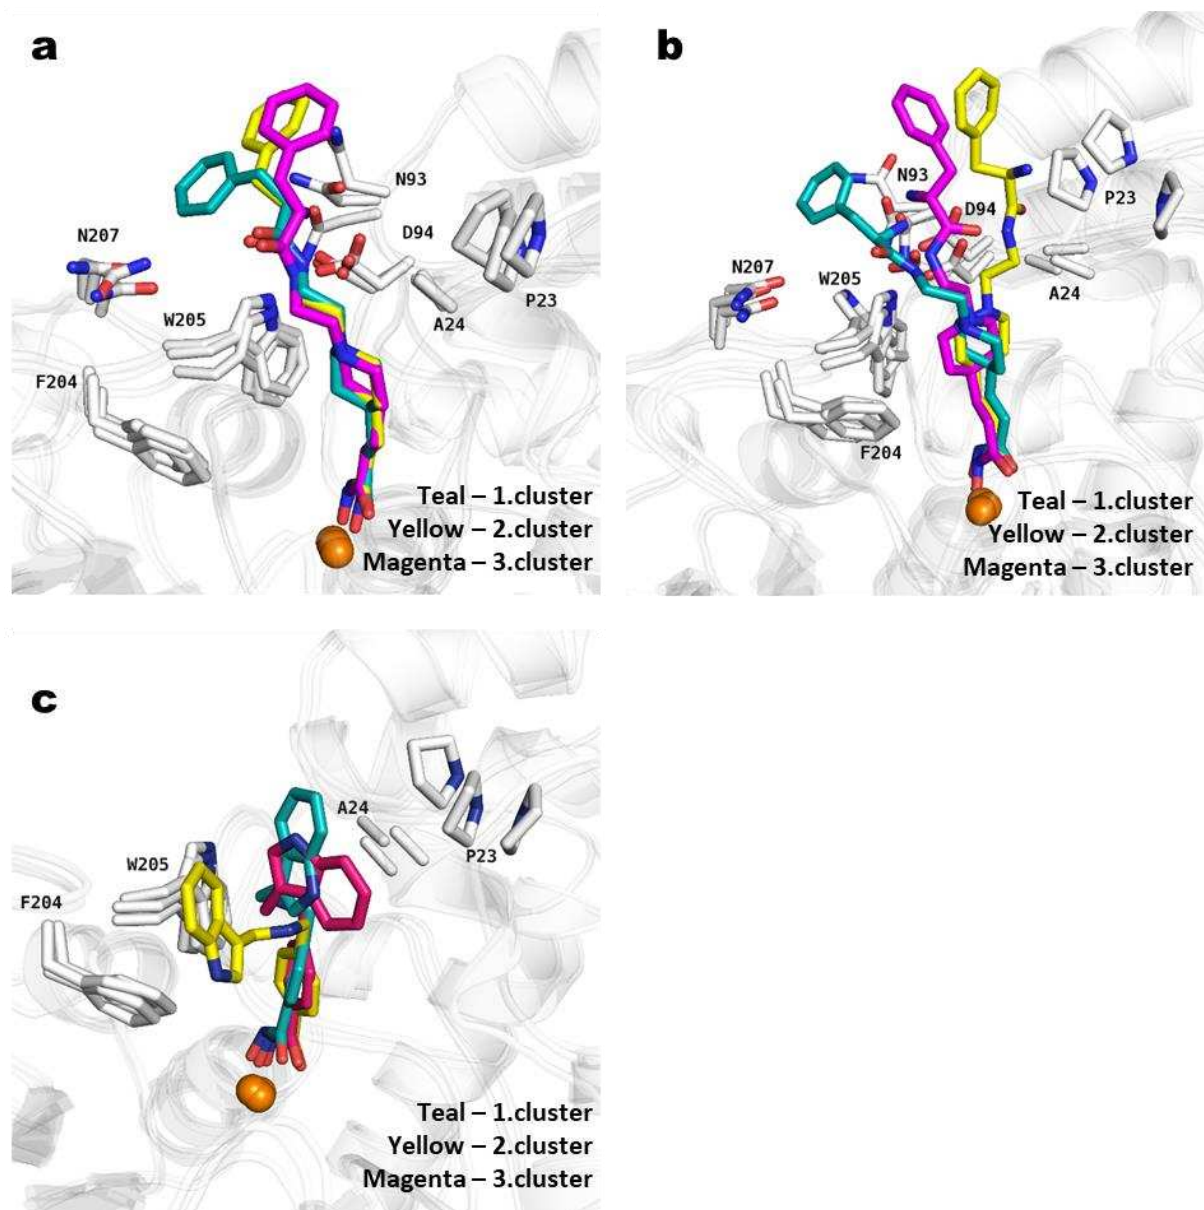 a
N93
N207
D94
W205
A24
P23
F204
Teal – 1.cluster
Yellow – 2.cluster
Magenta – 3.cluster
b
N93
P23
D94
N207
W205
A24
F204
Teal – 1.cluster
Yellow – 2.cluster
Magenta – 3.cluster
c
A24
W205
P23
F204
Teal – 1.cluster
Yellow – 2.cluster
Magenta – 3.cluster